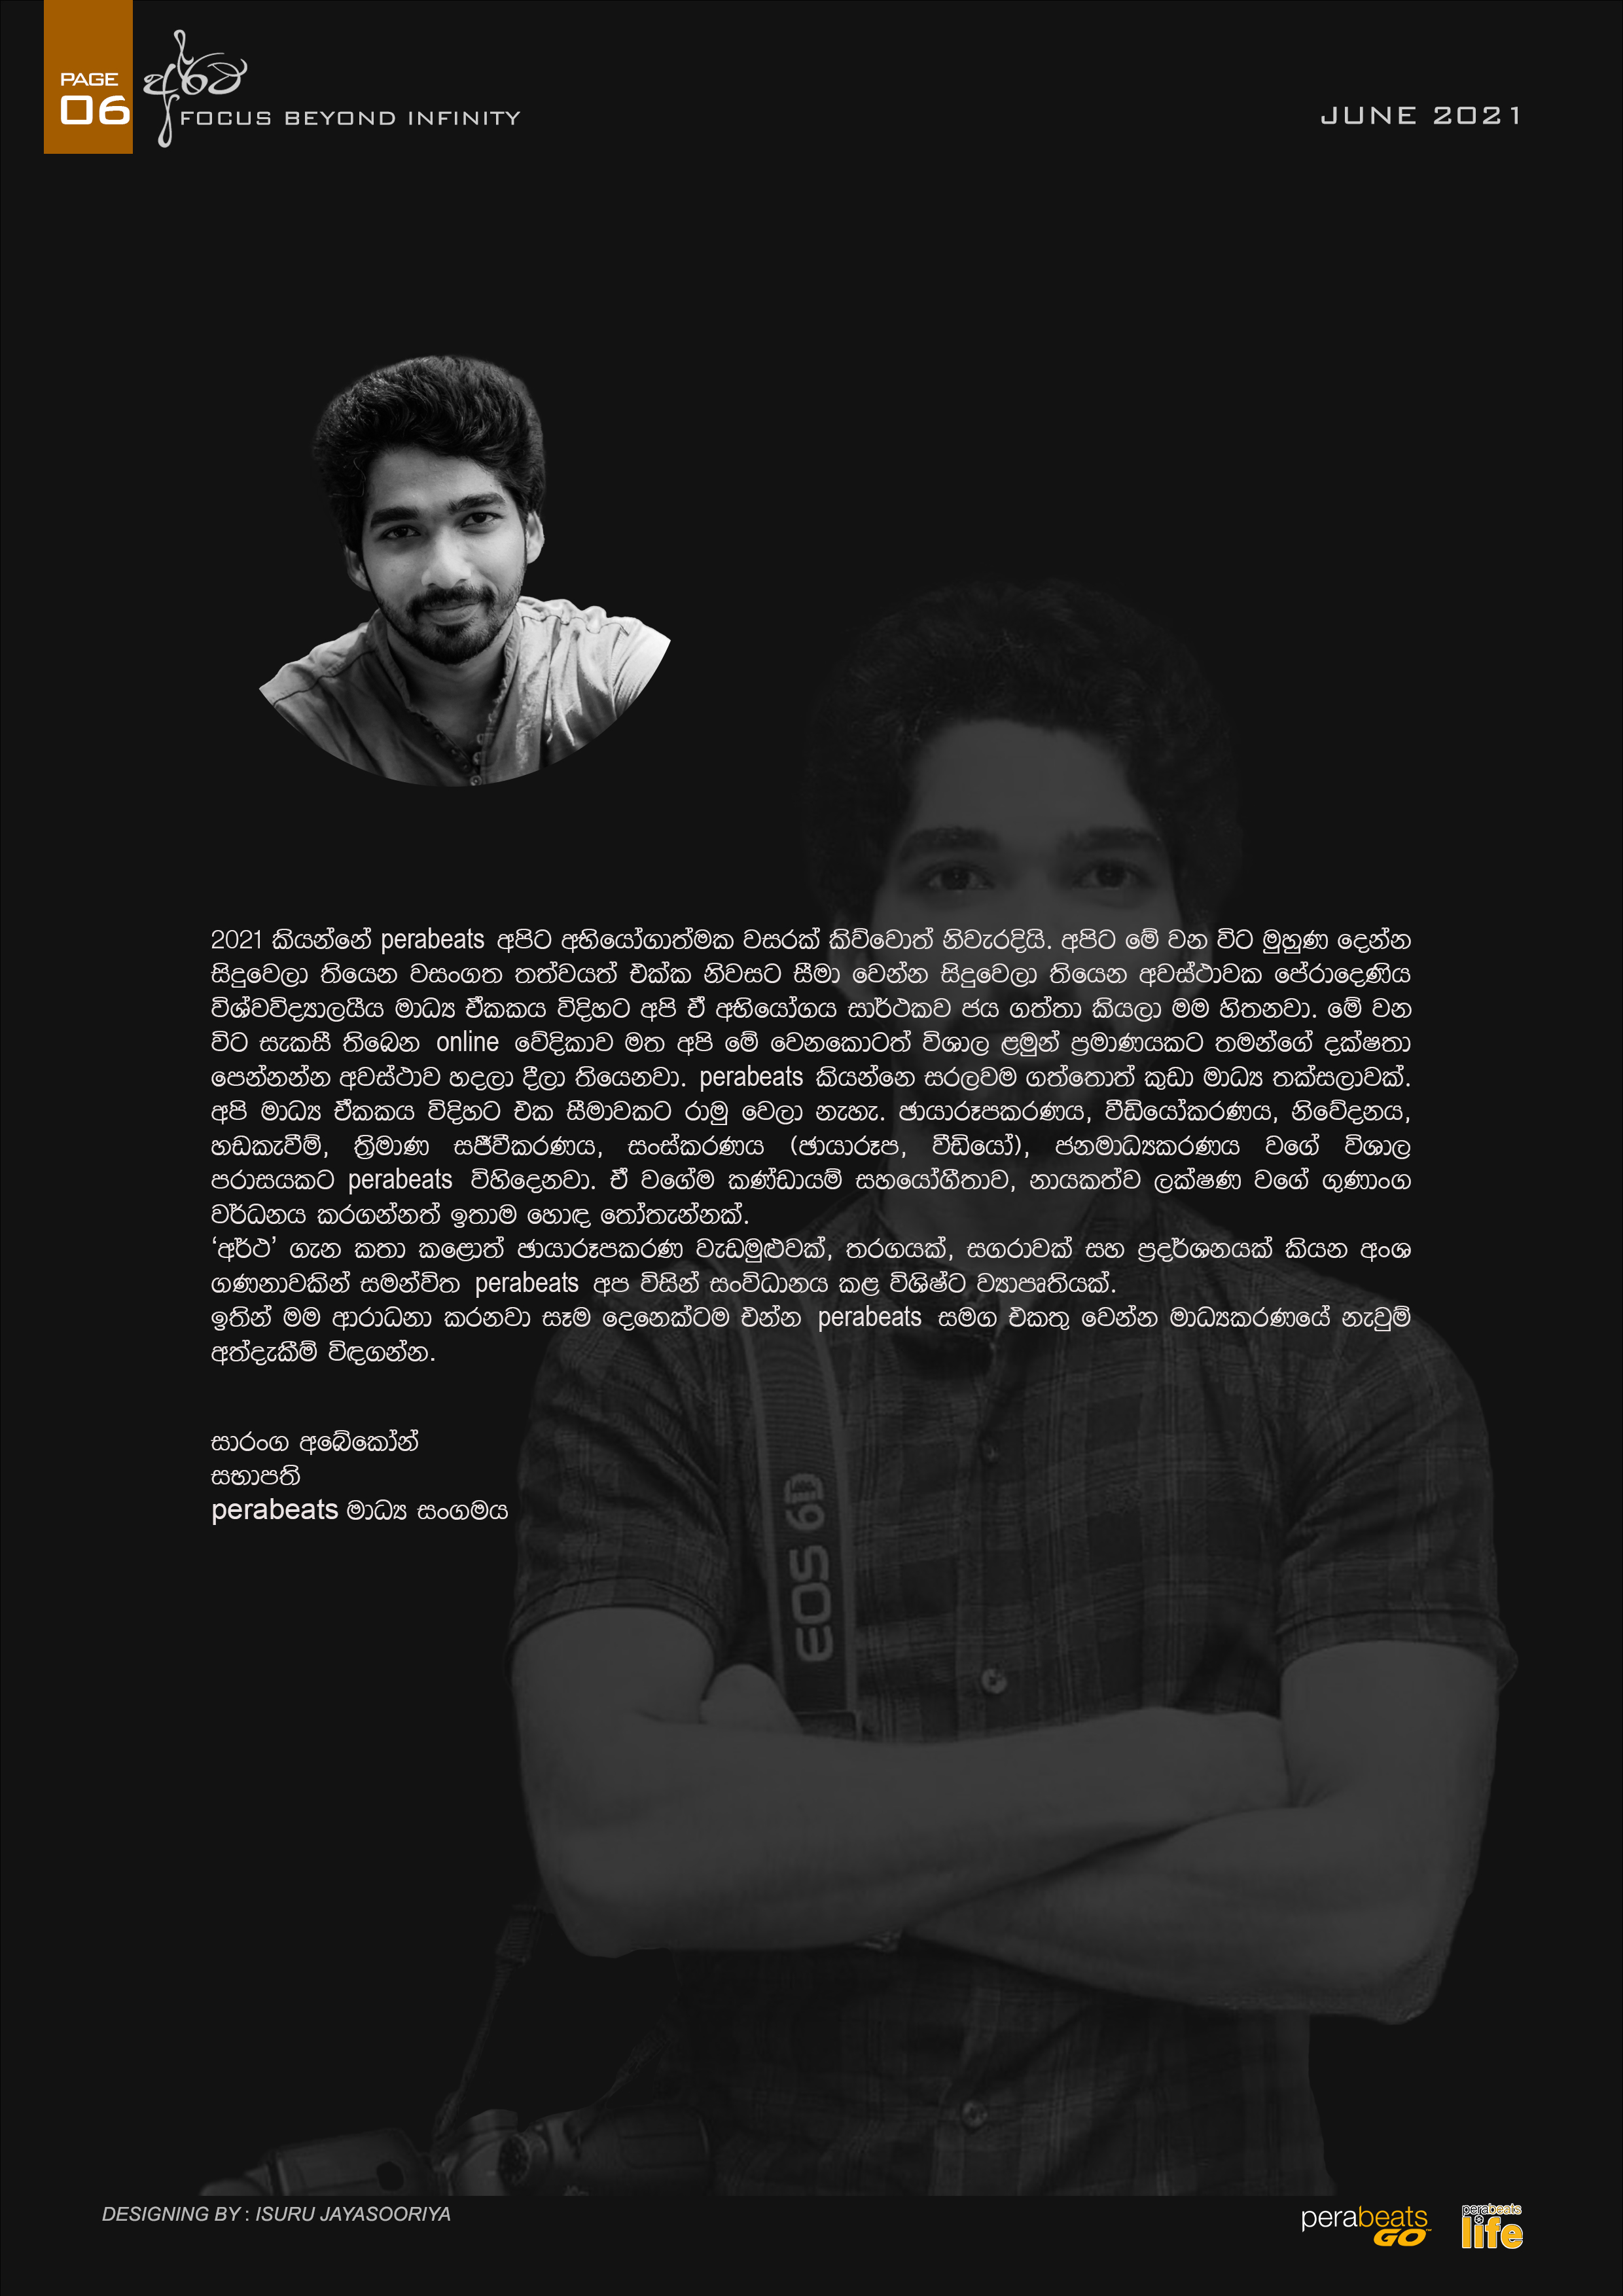 PAGE
06
අර්ථ
FOCUS BEYOND INFINITY
JUNE 2021
2021 කියන්නේ perabeats අපිට අභියෝගාත්මක වසරක් කිව්වොත් නිවැරදියි. අපිට මේ වන විට මුහුණ දෙන්න
සිදුවෙලා තියෙන වසංගත තත්වයත් එක්ක නිවසට සීමා වෙන්න සිදුවෙලා තියෙන අවස්ථාවක පේරාදෙණිය
විශ්වවිද්‍යාලයීය මාධ්‍ය ඒකකය විදිහට අපි ඒ අභියෝගය සාර්ථකව ජය ගත්තා කියලා මම හිතනවා. මේ වන
විට සැකසී තිබෙන online වේදිකාව මත අපි මේ වෙනකොටත් විශාල ළමුන් ප්‍රමාණයකට තමන්ගේ දක්ෂතා
පෙන්නන්න අවස්ථාව හදලා දීලා තියෙනවා. perabeats කියන්නෙ සරලවම ගත්තොත් කුඩා මාධ්‍ය තක්සලාවක්.
අපි මාධ්‍ය ඒකකය විදිහට එක සීමාවකට රාමු වෙලා නැහැ. ඡායාරූපකරණය, වීඩියෝකරණය, නිවේදනය,
හඩකැවීම්, ත්‍රිමාණ සජීවීකරණය, සංස්කරණය (ඡායාරූප, වීඩියෝ), ජනමාධ්‍යකරණය වගේ විශාල
පරාසයකට perabeats විහිදෙනවා. ඒ වගේම කණ්ඩායම් සහයෝගීතාව, නායකත්ව ලක්ෂණ වගේ ගුණාංග
වර්ධනය කරගන්නත් ඉතාම හොඳ තෝතැන්නක්.
‘අර්ථ’ ගැන කතා කළොත් ඡායාරූපකරණ වැඩමුළුවක්, තරගයක්, සගරාවක් සහ ප්‍රදර්ශනයක් කියන අංශ
ගණනාවකින් සමන්විත perabeats අප විසින් සංවිධානය කළ විශිෂ්ට ව්‍යාපෘතියක්.
ඉතින් මම ආරාධනා කරනවා සෑම දෙනෙක්ටම එන්න perabeats සමග එකතු වෙන්න මාධ්‍යකරණයේ නැවුම්
අත්දැකීම් විඳගන්න.
සාරංග අබේකෝන්
සභාපති
perabeats මාධ්‍ය සංගමය
EOS 6D
DESIGNING BY : ISURU JAYASOORIYA
perabeats GO
perabeats life